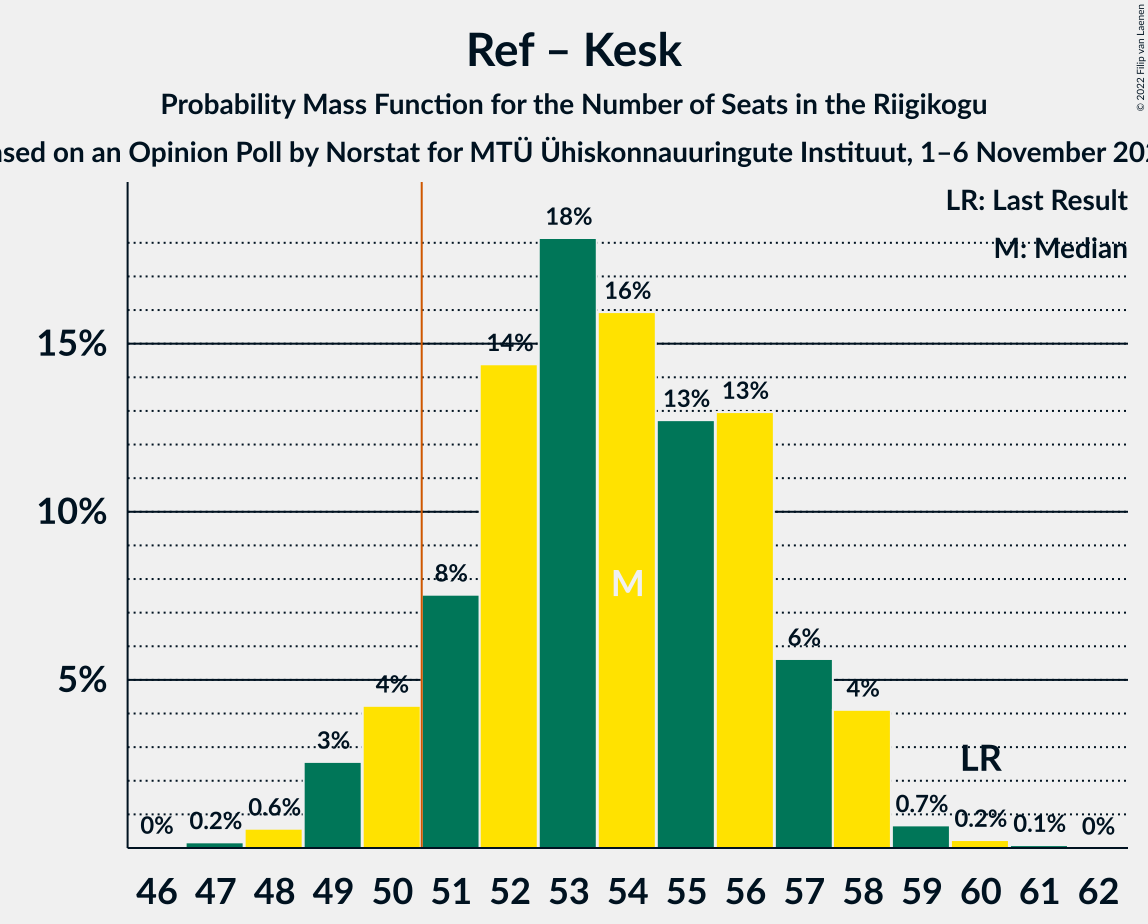 Ref – Kesk
Probability Mass Function for the Number of Seats in the Riigikogu
on an Opinion Poll by Norstat for MTÜ Ühiskonnauuringute Instituut, 1–6 November
© 2022 Filip van Laenen
LR: Last Result
M: Median
15%
10%
5%
0%
0.2%
0.6%
3%
4%
8%
14%
18%
16%
13%
13%
6%
4%
0.7%
0.2%
0.1%
0%
M
LR
46 47 48 49 50 51 52 53 54 55 56 57 58 59 60 61 62